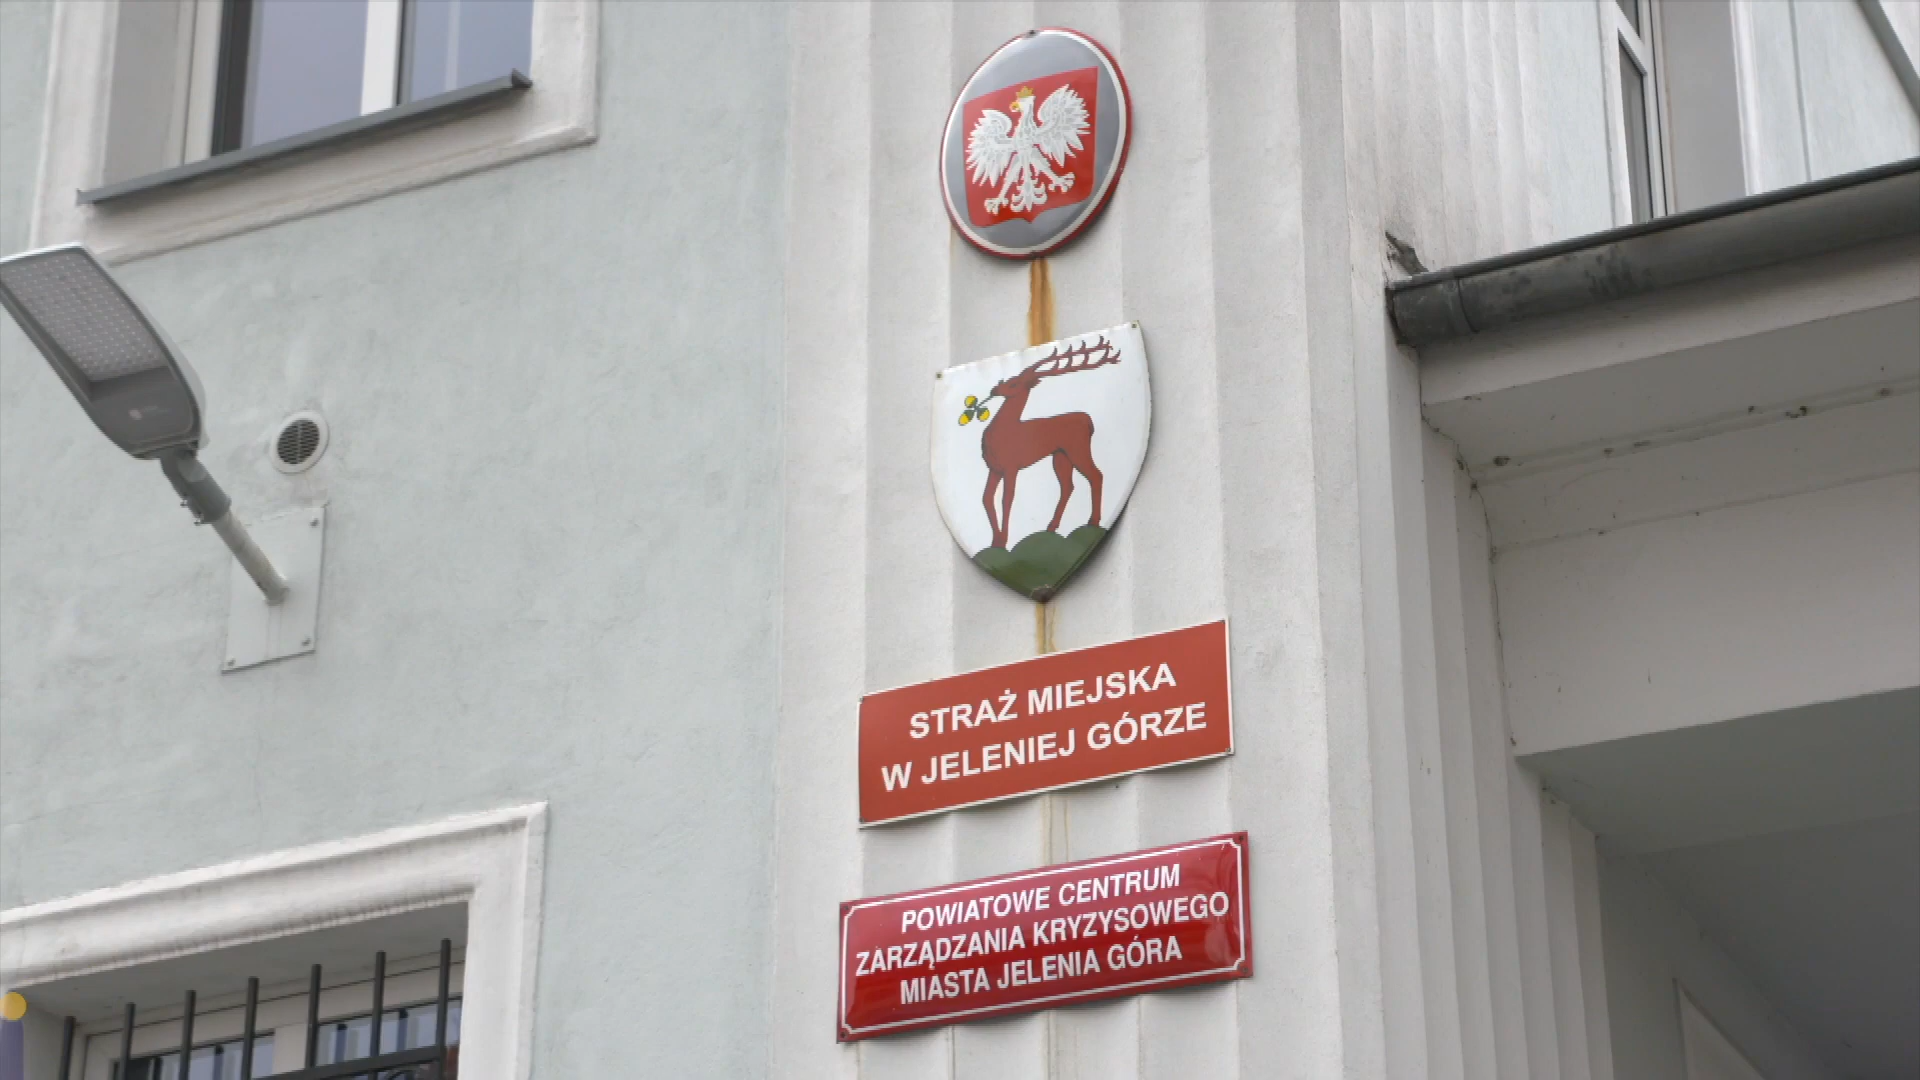 STRAŻ MIEJSKA
W JELENIEJ GÓRZE
POWIATOWE CENTRUM
ZARZĄDZANIA KRYZYSOWEGO
MIASTA JELENIA GÓRA